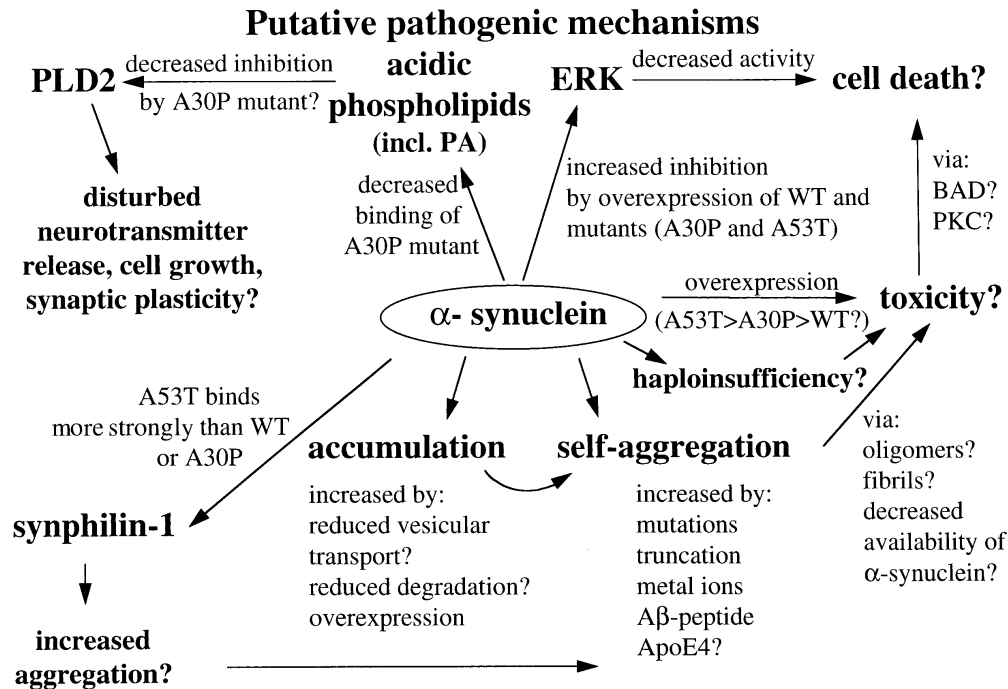 Putative pathogenic mechanisms
PLD2
decreased inhibition
by A30P mutant?
acidic
phospholipids
(incl. PA)
ERK
decreased activity
cell death?
disturbed
neurotransmitter
release, cell growth,
synaptic plasticity?
decreased
binding of
A30P mutant
increased inhibition
by overexpression of WT and
mutants (A30P and A53T)
via:
BAD?
PKC?
α- synuclein
overexpression
(A53T>A30P>WT?)
toxicity?
haploinsufficiency?
A53T binds
more strongly than WT
or A30P
accumulation
increased by:
reduced vesicular
transport?
reduced degradation?
overexpression
self-aggregation
increased by:
mutations
truncation
metal ions
Aβ-peptide
ApoE4?
via:
oligomers?
fibrils?
decreased
availability of
α-synuclein?
synphilin-1
increased
aggregation?